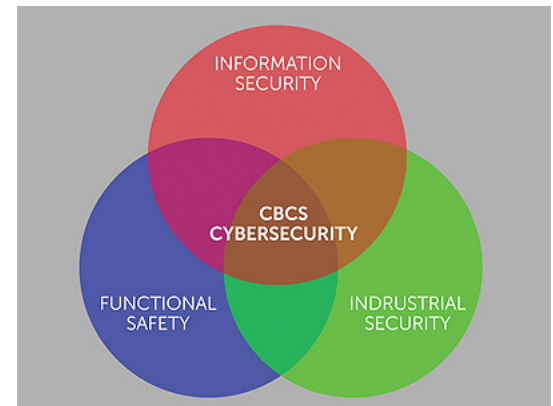 INFORMATION
SECURITY
CBCS
CYBERSECURITY
FUNCTIONAL
SAFETY
INDRUSTRIAL
SECURITY